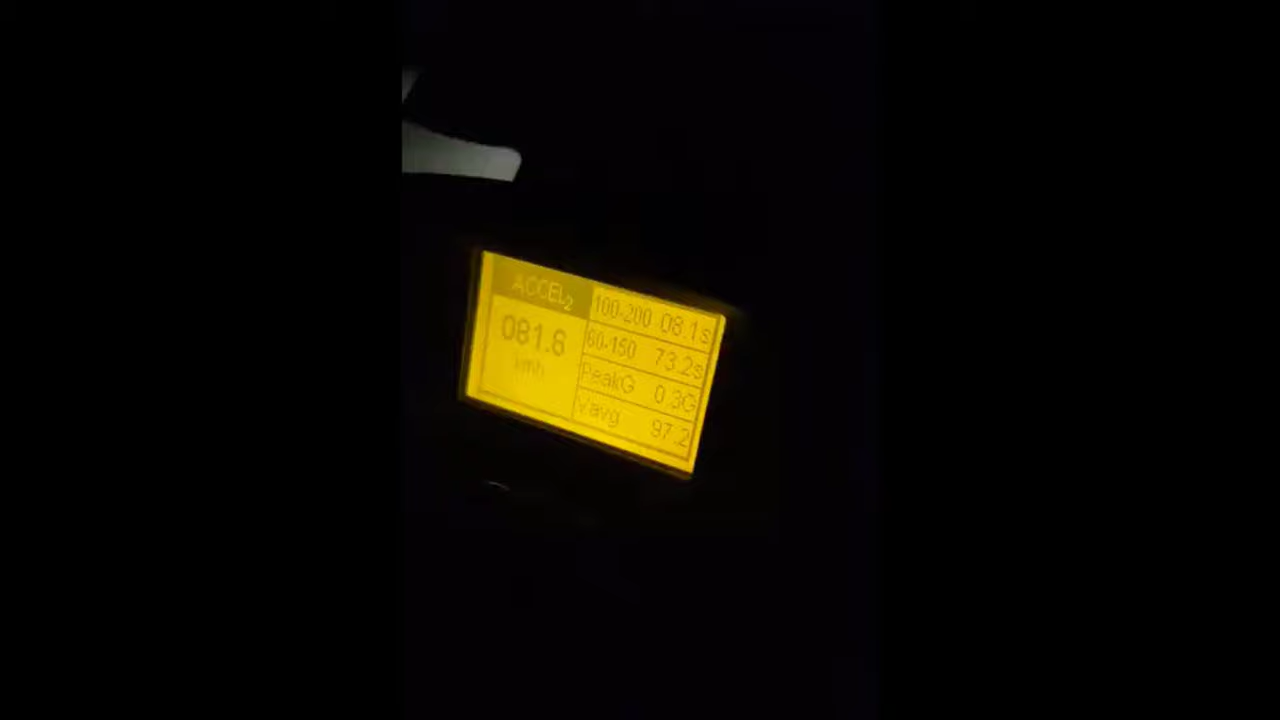 ACCEL2
081.8
kmh
100-200 08.1s
80-150 73.2s
PeakG 0.3G
Vavg 97.2